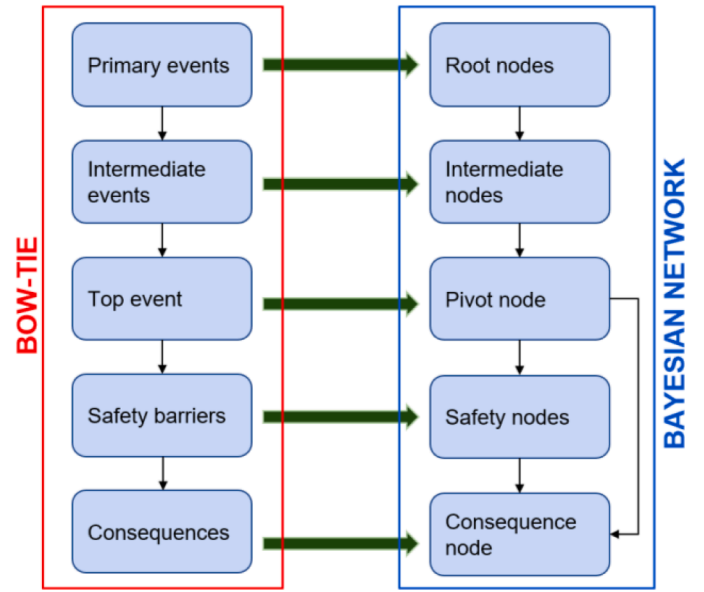 BOW-TIE
Primary events
Intermediate
events
Top event
Safety barriers
Consequences
Root nodes
Intermediate
nodes
Pivot node
Safety nodes
Consequence
node
BAYESIAN NETWORK